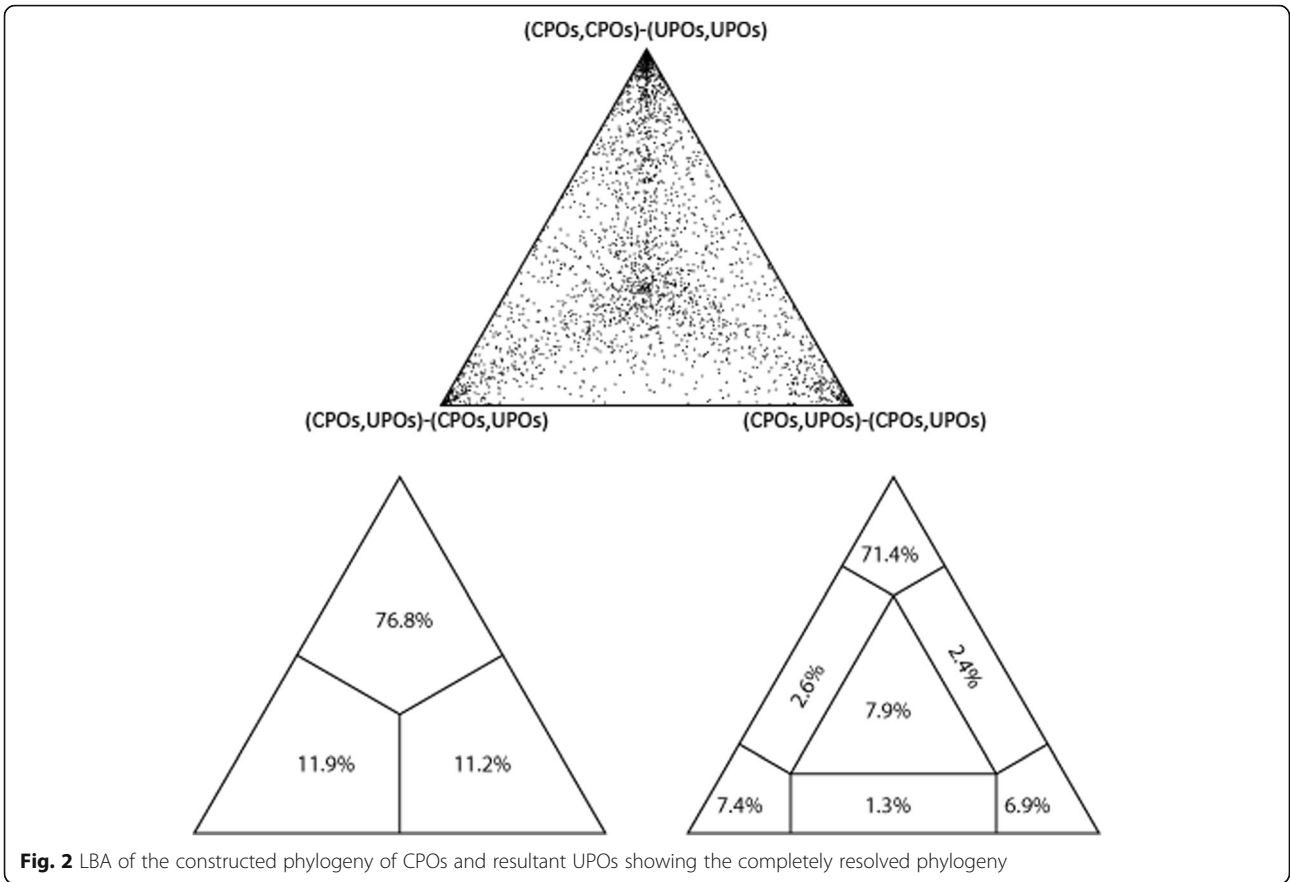 (CPOs,CPOs)-(UPOs,UPOs)
(CPOs,UPOs)-(CPOs,UPOs) (CPOs,UPOs)-(CPOs,UPOs)
76.8%
11.9% 11.2%
71.4%
2.6% 2.4%
7.9%
7.4% 1.3% 6.9%
Fig. 2 LBA of the constructed phylogeny of CPOs and resultant UPOs showing the completely resolved phylogeny